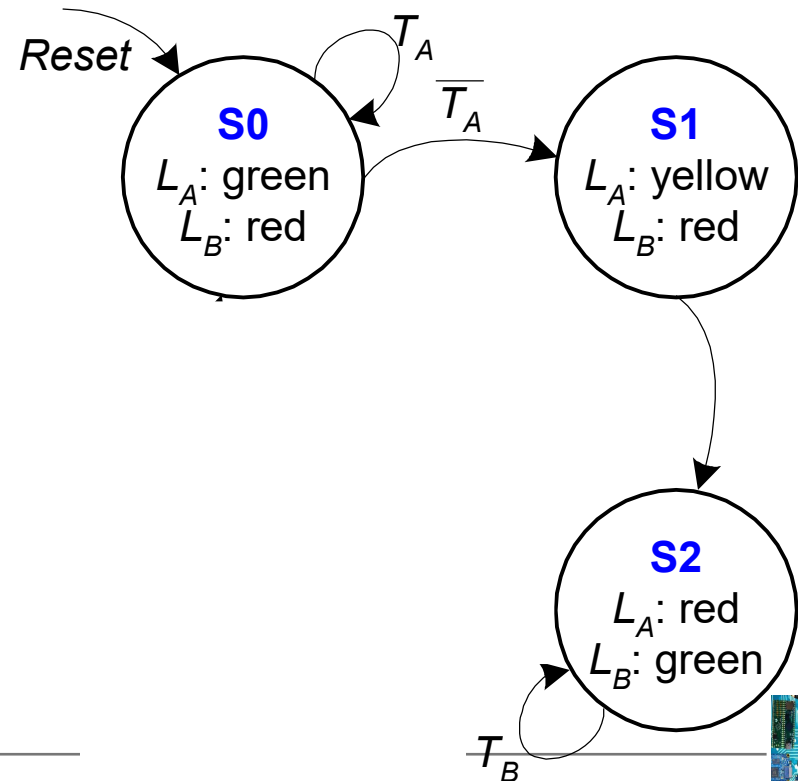 Reset
T_A
\overline{T_A}
S0
L_A: green
L_B: red
S1
L_A: yellow
L_B: red
S2
L_A: red
L_B: green
T_B